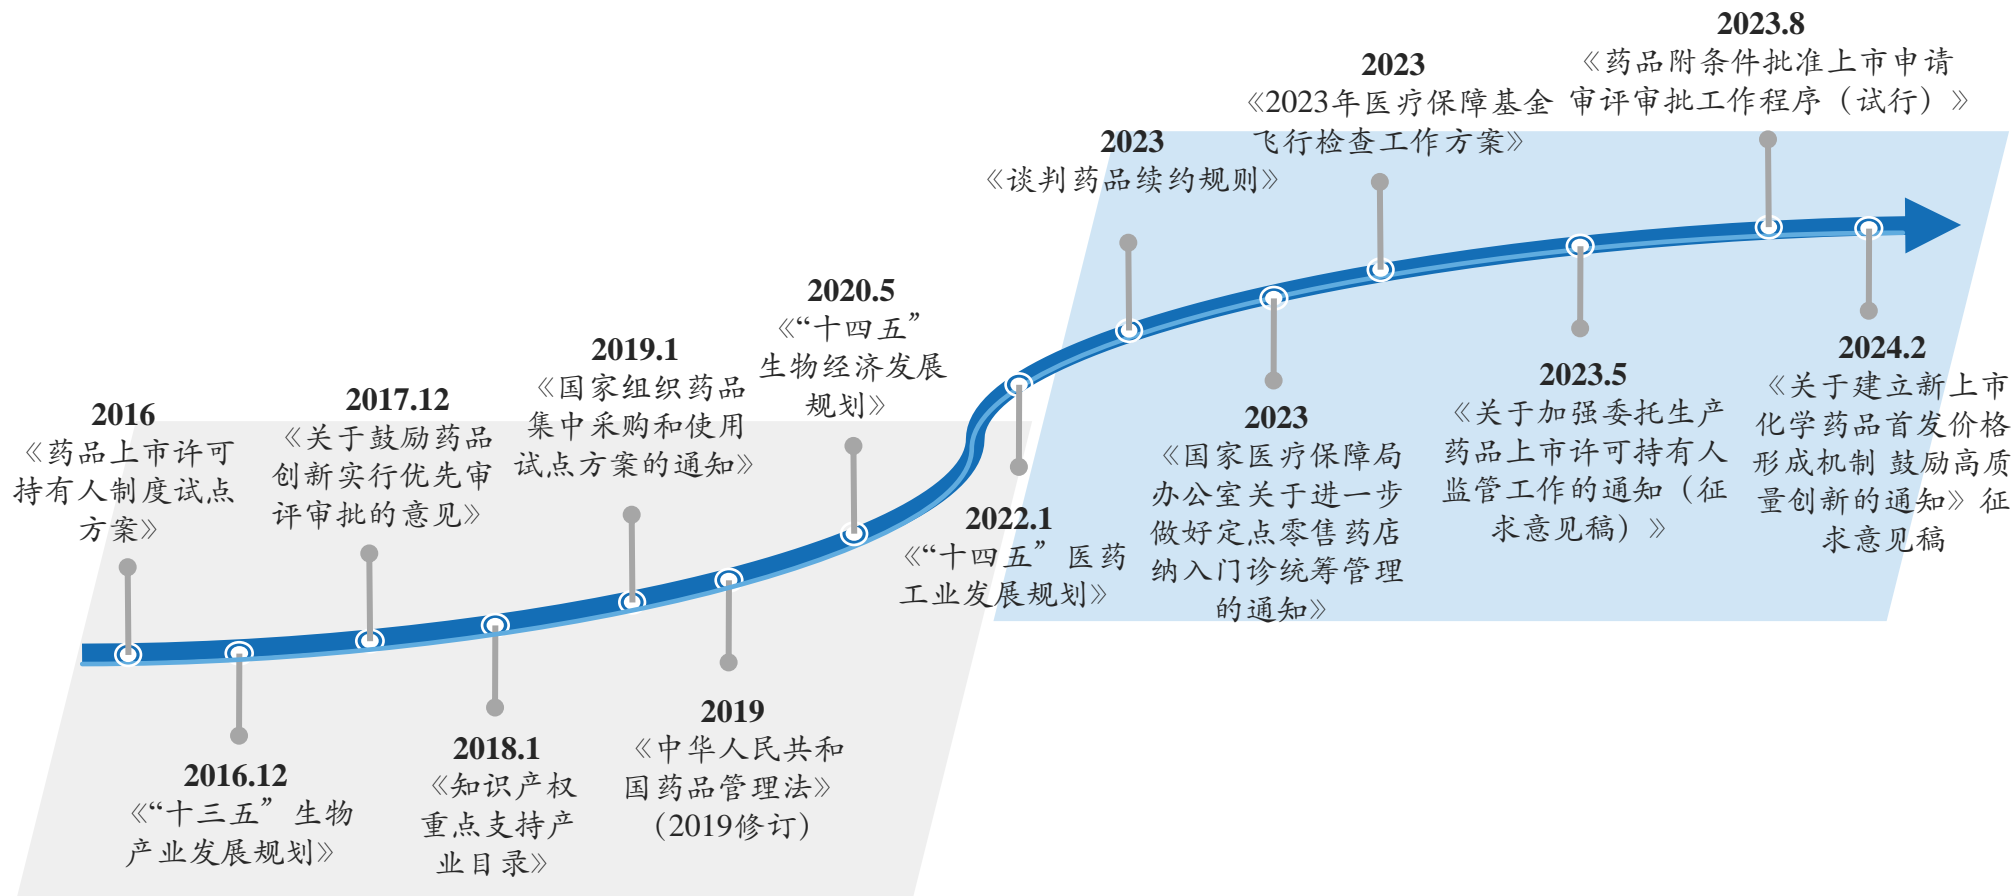 2016
《药品上市许可
持有人制度试点
方案》
2016.12
《“十三五”生物
产业发展规划》
2017.12
《关于鼓励药品
创新实行优先审
评审批的意见》
2018.1
《知识产权
重点支持产
业目录》
2019.1
《国家组织药品
集中采购和使用
试点方案的通知》
2019
《中华人民共和
国药品管理法》
（2019修订）
2020.5
《“十四五”
生物经济发展
规划》
2022.1
《“十四五”医药
工业发展规划》
2023
《谈判药品续约规则》
2023
《国家医疗保障局
办公室关于进一步
做好定点零售药店
纳入门诊统筹管理
的通知》
2023
《2023年医疗保障基金
飞行检查工作方案》
2023.5
《关于加强委托生产
药品上市许可持有人
监管工作的通知（征
求意见稿）》
2023.8
《药品附条件批准上市申请
审评审批工作程序（试行）》
2024.2
《关于建立新上市
化学药品首发价格
形成机制 鼓励高质
量创新的通知》征
求意见稿